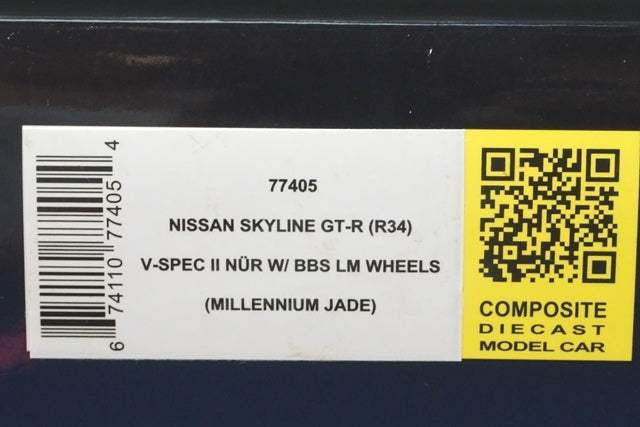 6 74110 77405 4
77405
NISSAN SKYLINE GT-R (R34)
V-SPEC II NÜR W/ BBS LM WHEELS
(MILLENNIUM JADE)
COMPOSITE
DIECAST
MODEL CAR